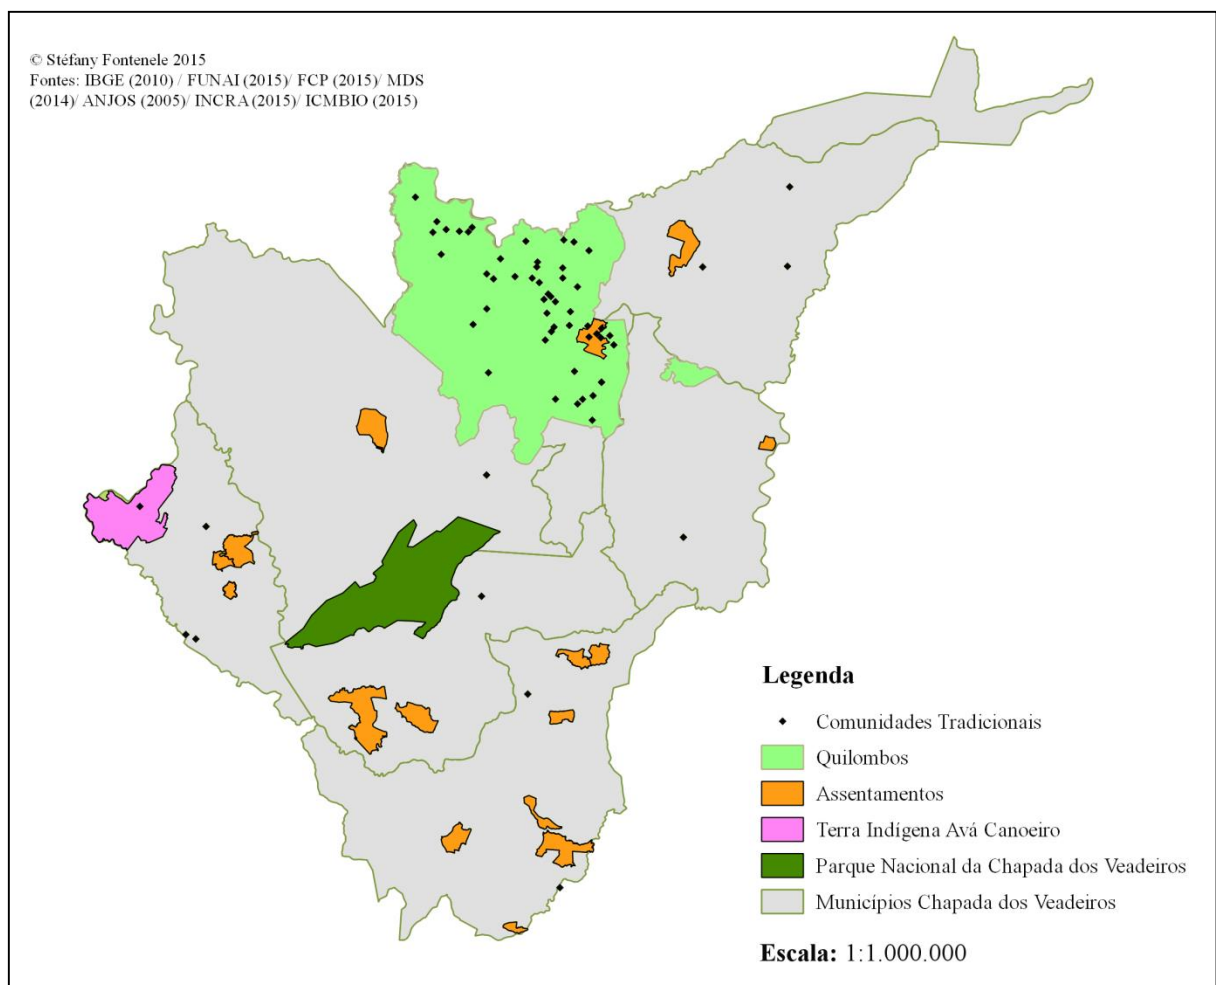 © Stéfany Fontenele 2015
Fontes: IBGE (2010) / FUNAI (2015)/ FCP (2015)/ MDS
(2014)/ ANJOS (2005)/ INCRA (2015)/ ICMBIO (2015)
Legenda
Comunidades Tradicionais
Quilombos
Assentamentos
Terra Indígena Avá Canoeiro
Parque Nacional da Chapada dos Veadeiros
Municípios Chapada dos Veadeiros
Escala: 1:1.000.000